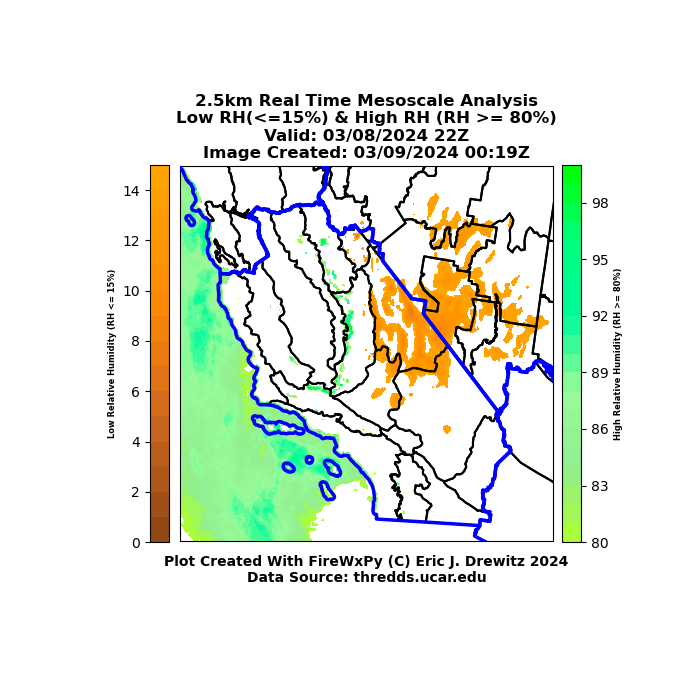 2.5km Real Time Mesoscale Analysis
Low RH(<=15%) & High RH (RH >= 80%)
Valid: 03/08/2024 22Z
Image Created: 03/09/2024 00:19Z
14
12
10
8
6
4
2
0
Low Relative Humidity (RH <= 15%)
98
95
92
89
86
83
80
High Relative Humidity (RH >= 80%)
Plot Created With FireWxPy (C) Eric J. Drewitz 2024
Data Source: thredds.ucar.edu